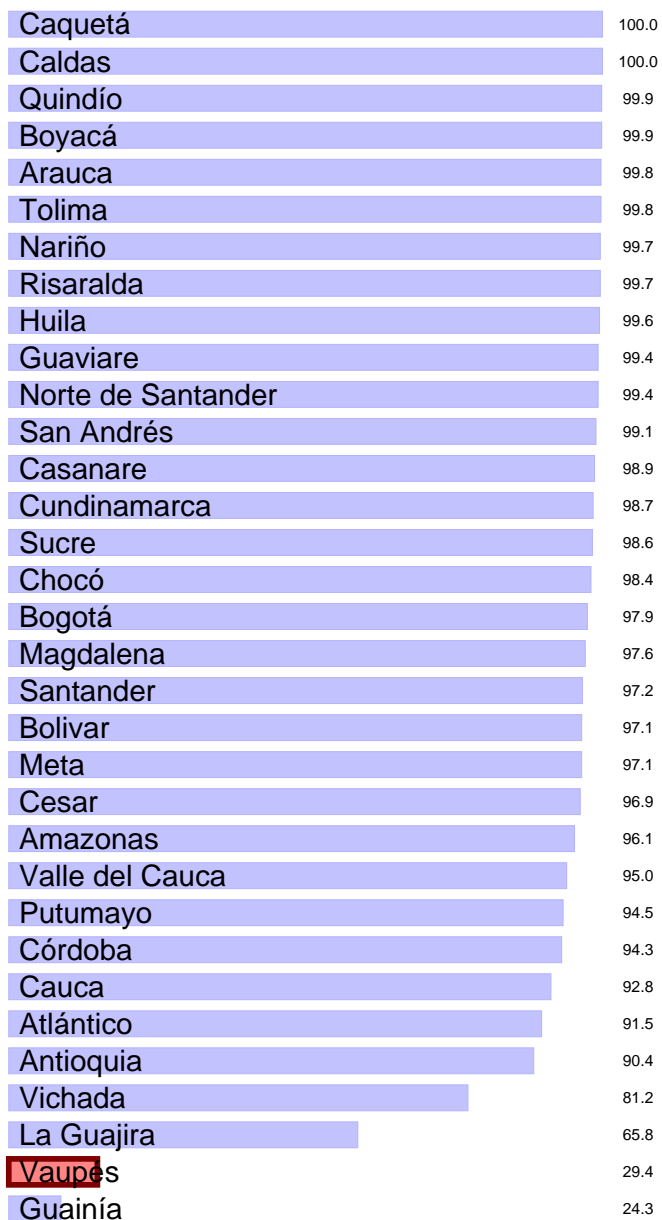 Caquetá 100.0
Caldas 100.0
Quindío 99.9
Boyacá 99.9
Arauca 99.8
Tolima 99.8
Nariño 99.7
Risaralda 99.7
Huila 99.6
Guaviare 99.4
Norte de Santander 99.4
San Andrés 99.1
Casanare 98.9
Cundinamarca 98.7
Sucre 98.6
Chocó 98.4
Bogotá 97.9
Magdalena 97.6
Santander 97.2
Bolivar 97.1
Meta 97.1
Cesar 96.9
Amazonas 96.1
Valle del Cauca 95.0
Putumayo 94.5
Córdoba 94.3
Cauca 92.8
Atlántico 91.5
Antioquia 90.4
Vichada 81.2
La Guajira 65.8
Vaupés 29.4
Guainía 24.3